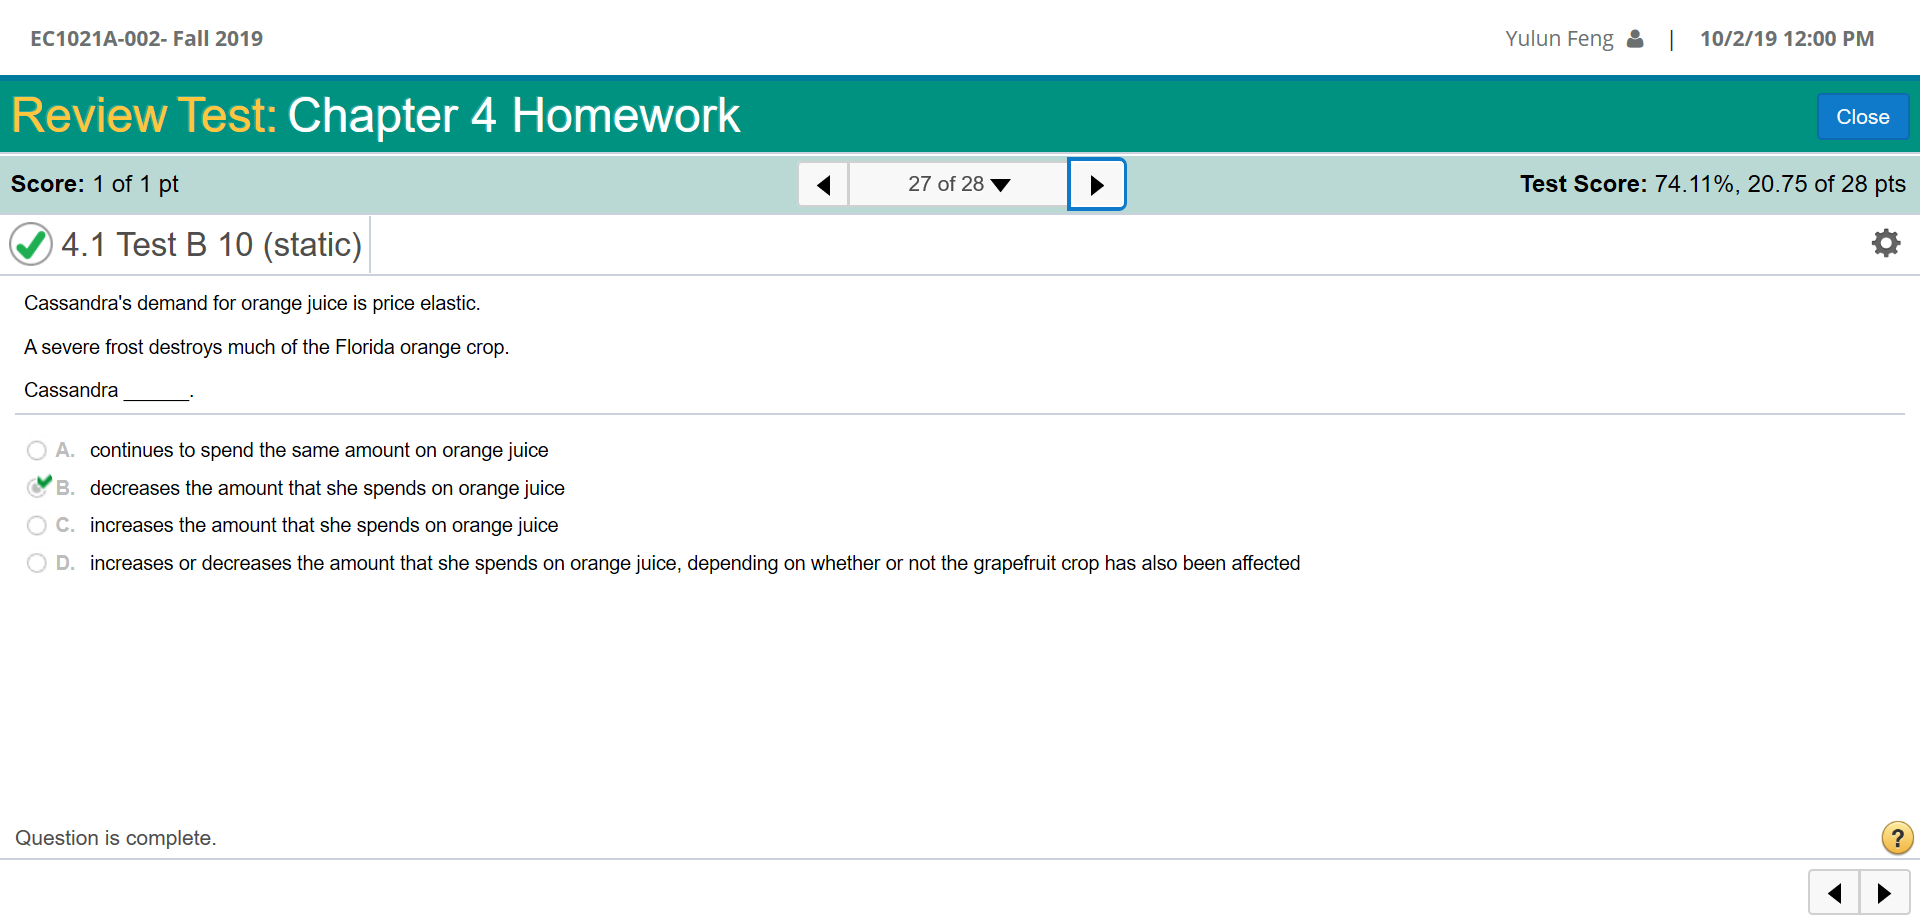 EC1021A-002- Fall 2019
Yulun Feng | 10/2/19 12:00 PM
Review Test: Chapter 4 Homework
Close
Score: 1 of 1 pt
27 of 28
Test Score: 74.11%, 20.75 of 28 pts
4.1 Test B 10 (static)
Cassandra's demand for orange juice is price elastic.
A severe frost destroys much of the Florida orange crop.
Cassandra ______.
A. continues to spend the same amount on orange juice
B. decreases the amount that she spends on orange juice
C. increases the amount that she spends on orange juice
D. increases or decreases the amount that she spends on orange juice, depending on whether or not the grapefruit crop has also been affected
Question is complete.
?